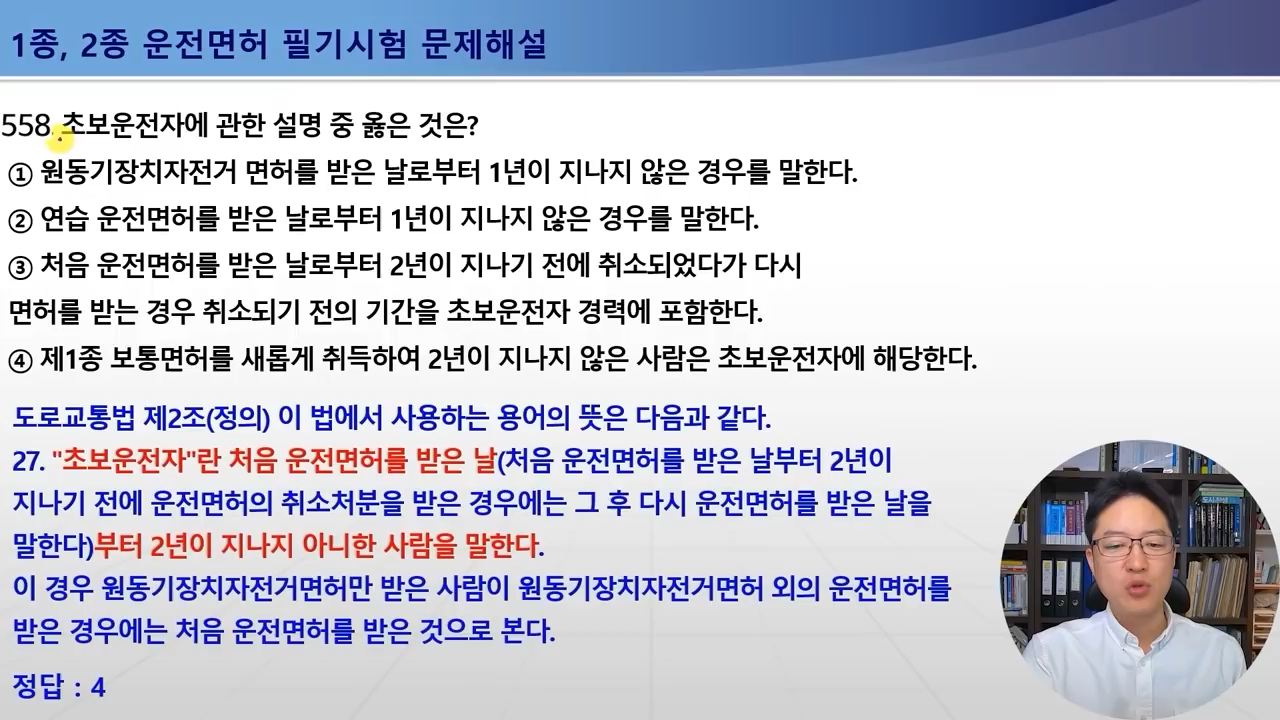 1종, 2종 운전면허 필기시험 문제해설
558. 초보운전자에 관한 설명 중 옳은 것은?
① 원동기장치자전거 면허를 받은 날로부터 1년이 지나지 않은 경우를 말한다.
② 연습 운전면허를 받은 날로부터 1년이 지나지 않은 경우를 말한다.
③ 처음 운전면허를 받은 날로부터 2년이 지나기 전에 취소되었다가 다시
면허를 받는 경우 취소되기 전의 기간을 초보운전자 경력에 포함한다.
④ 제1종 보통면허를 새롭게 취득하여 2년이 지나지 않은 사람은 초보운전자에 해당한다.
도로교통법 제2조(정의) 이 법에서 사용하는 용어의 뜻은 다음과 같다.
27. "초보운전자"란 처음 운전면허를 받은 날(처음 운전면허를 받은 날부터 2년이
지나기 전에 운전면허의 취소처분을 받은 경우에는 그 후 다시 운전면허를 받은 날을
말한다)부터 2년이 지나지 아니한 사람을 말한다.
이 경우 원동기장치자전거면허만 받은 사람이 원동기장치자전거면허 외의 운전면허를
받은 경우에는 처음 운전면허를 받은 것으로 본다.
정답 : 4